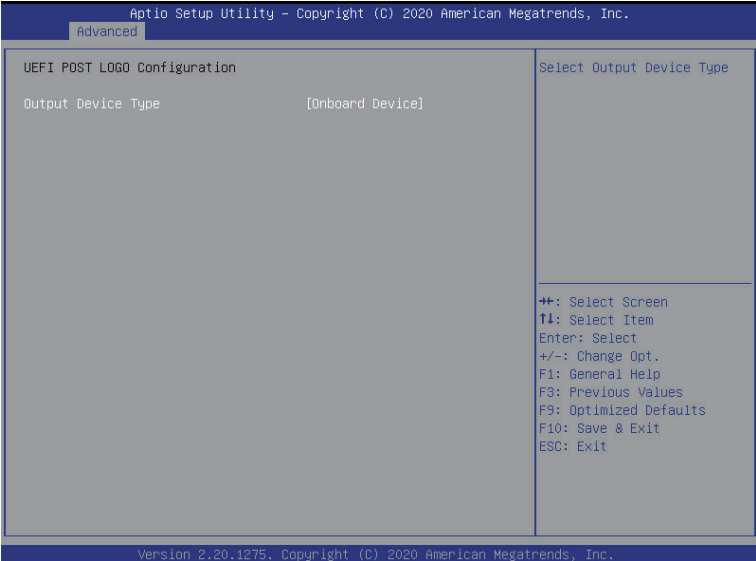 Aptio Setup Utility – Copyright (C) 2020 American Megatrends, Inc.
Advanced
UEFI POST LOGO Configuration
Output Device Type [Onboard Device]
Select Output Device Type
→←: Select Screen
↑↓: Select Item
Enter: Select
+/-: Change Opt.
F1: General Help
F3: Previous Values
F9: Optimized Defaults
F10: Save & Exit
ESC: Exit
Version 2.20.1275. Copyright (C) 2020 American Megatrends, Inc.